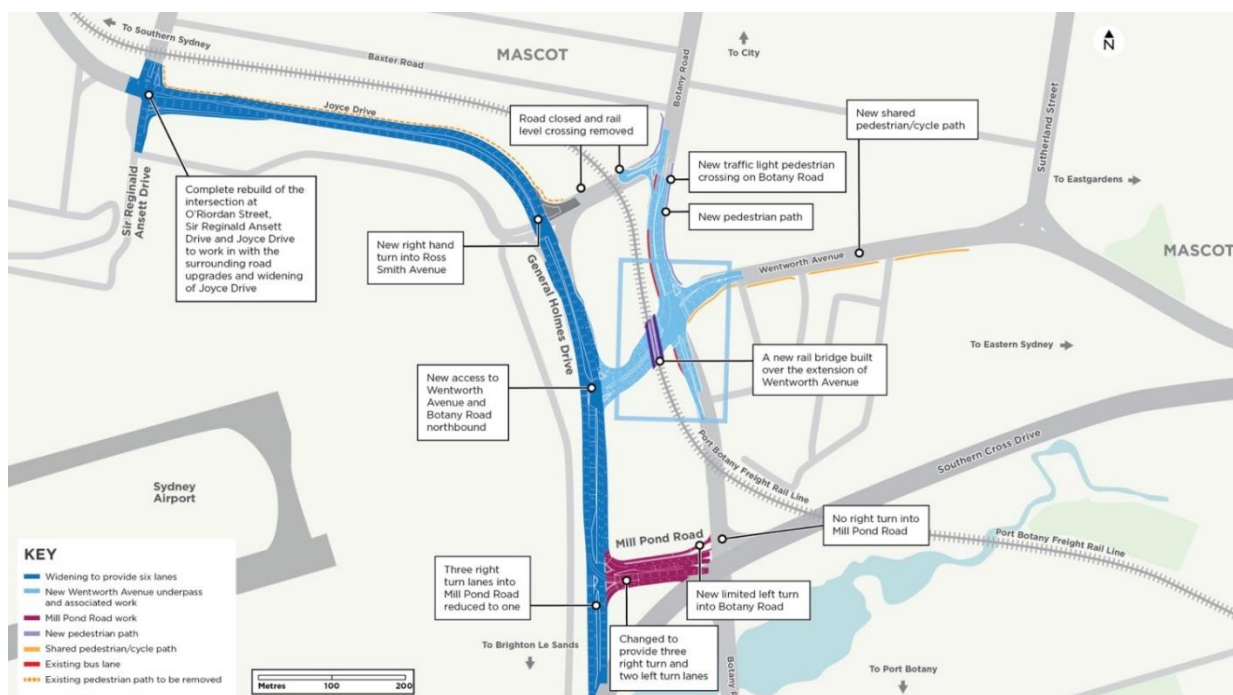 To Southern Sydney
MASCOT
Baxter Road
To City
Botany Road
N
Joyce Drive
Sutherland Street
Road closed and rail
level crossing removed
New shared
pedestrian/cycle path
New traffic light pedestrian
crossing on Botany Road
To Eastgardens
Sir Reginald
Ansett Drive
Complete rebuild of the
intersection at
O'Riordan Street,
Sir Reginald Ansett
Drive and Joyce Drive
to work in with the
surrounding road
upgrades and widening
of Joyce Drive
New pedestrian path
New right hand
turn into Ross
Smith Avenue
Wentworth Avenue
MASCOT
General Holmes Drive
To Eastern Sydney
A new rail bridge built
over the extension of
Wentworth Avenue
New access to
Wentworth
Avenue and
Botany Road
northbound
Port Botany Freight Rail Line
Southern Cross Drive
Sydney
Airport
Mill Pond Road
No right turn into
Mill Pond Road
Port Botany Freight Rail Line
KEY
Widening to provide six lanes
New Wentworth Avenue underpass
and associated work
Mill Pond Road work
New pedestrian path
Shared pedestrian/cycle path
Existing bus lane
Existing pedestrian path to be removed
Three right
turn lanes into
Mill Pond Road
reduced to one
New limited left turn
into Botany Road
Changed to
provide three
right turn and
two left turn lanes
To Brighton Le Sands
To Port Botany
Botany R
Metres 100 200